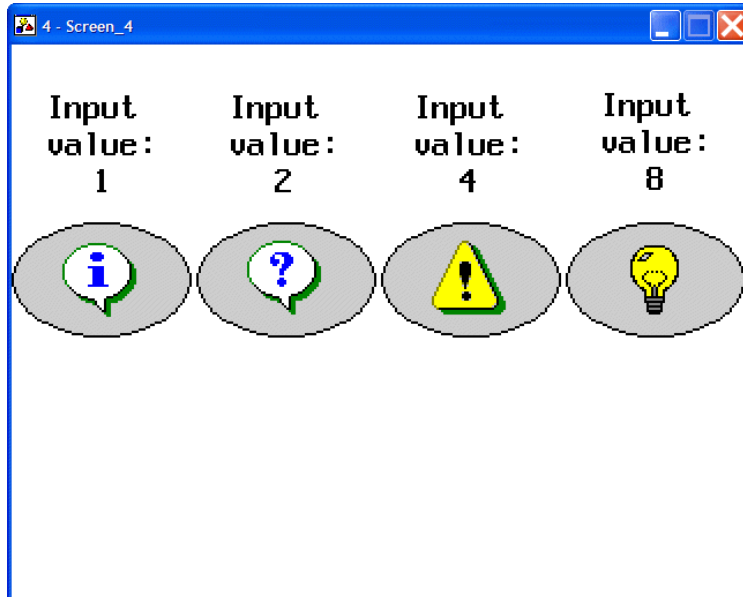 4 - Screen_4
Input
value:
1
Input
value:
2
Input
value:
4
Input
value:
8
i
?
!